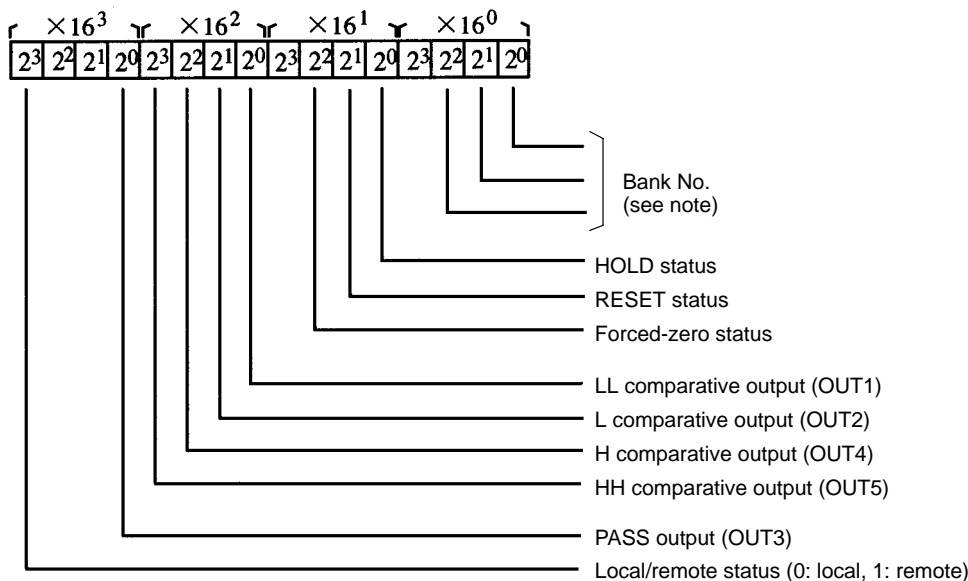 ×16³ ×16² ×16¹ ×16⁰
2³ 2² 2¹ 2⁰ 2³ 2² 2¹ 2⁰ 2³ 2² 2¹ 2⁰ 2³ 2² 2¹ 2⁰
Bank No.
(see note)
HOLD status
RESET status
Forced-zero status
LL comparative output (OUT1)
L comparative output (OUT2)
H comparative output (OUT4)
HH comparative output (OUT5)
PASS output (OUT3)
Local/remote status (0: local, 1: remote)